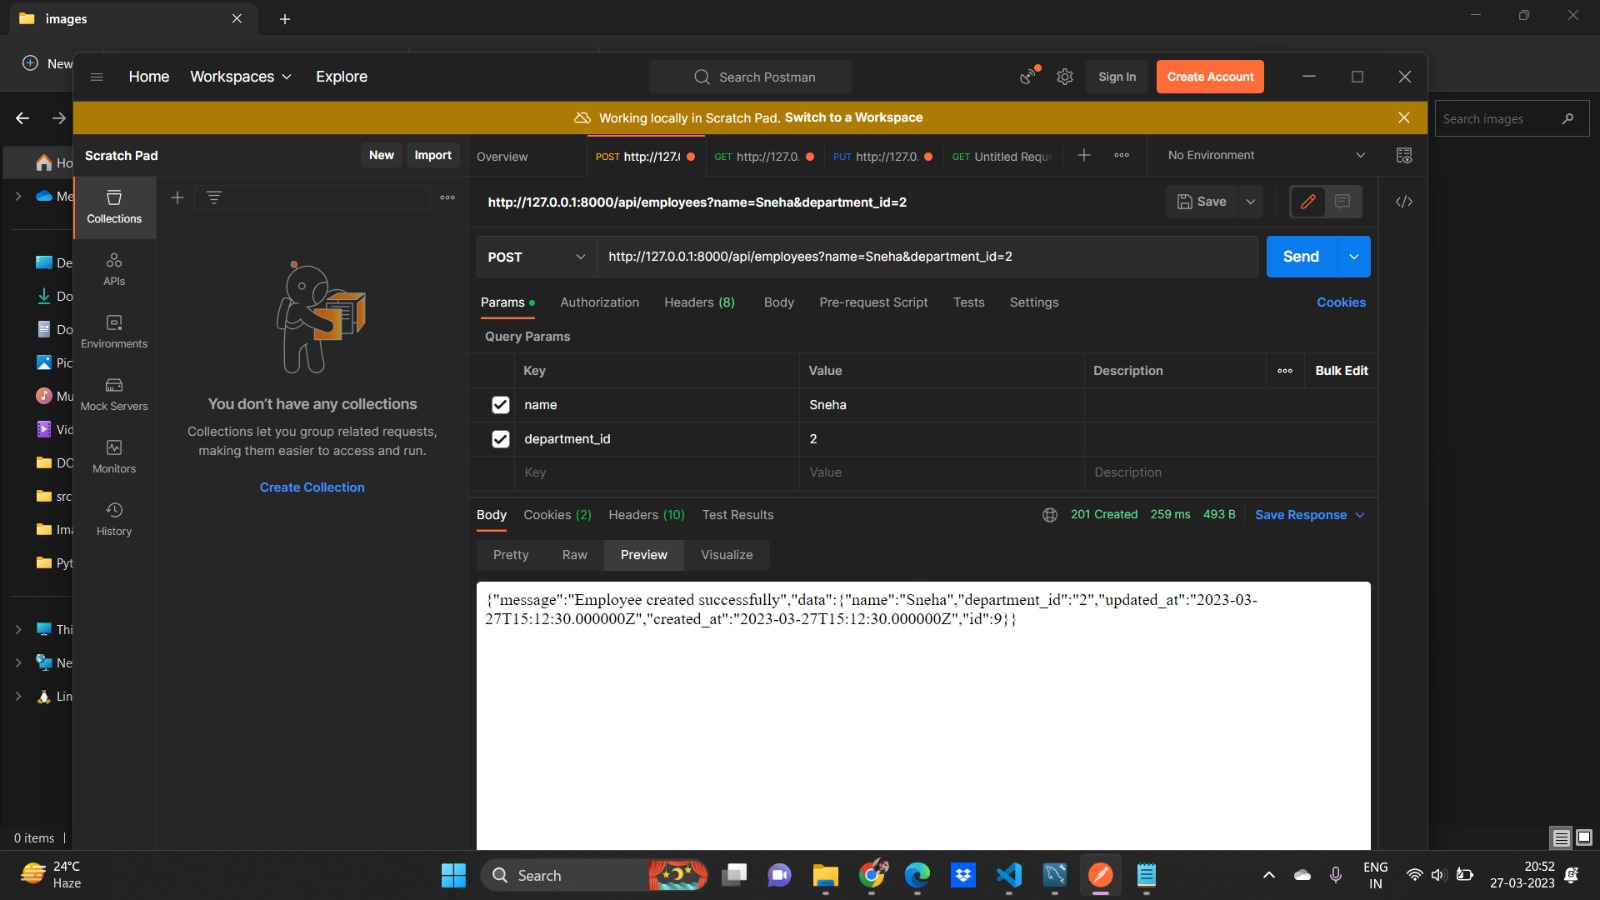 images
New
Home Workspaces Explore
Search Postman
Sign In
Create Account
Search images
Working locally in Scratch Pad. Switch to a Workspace
Scratch Pad
New Import
Overview
POST http://127.(
GET http://127.0.
PUT http://127.0.
GET Untitled Requ
No Environment
Ho
Me
De
Do
Do
Pic
Mu
Vid
DO
src
Ima
Pyt
Thi
Ne
Lin
0 items
Collections
APIs
Environments
Mock Servers
Monitors
History
You don't have any collections
Collections let you group related requests,
making them easier to access and run.
Create Collection
http://127.0.0.1:8000/api/employees?name=Sneha&department_id=2
Save
POST http://127.0.0.1:8000/api/employees?name=Sneha&department_id=2
Send
Params Authorization Headers (8) Body Pre-request Script Tests Settings Cookies
Query Params
Key Value Description Bulk Edit
name Sneha
department_id 2
Key Value Description
Body Cookies (2) Headers (10) Test Results 201 Created 259 ms 493 B Save Response
Pretty Raw Preview Visualize
{"message":"Employee created successfully","data":{"name":"Sneha","department_id":"2","updated_at":"2023-03-
27T15:12:30.000000Z","created_at":"2023-03-27T15:12:30.000000Z","id":9}}
24°C
Haze
Search
ENG
IN
20:52
27-03-2023